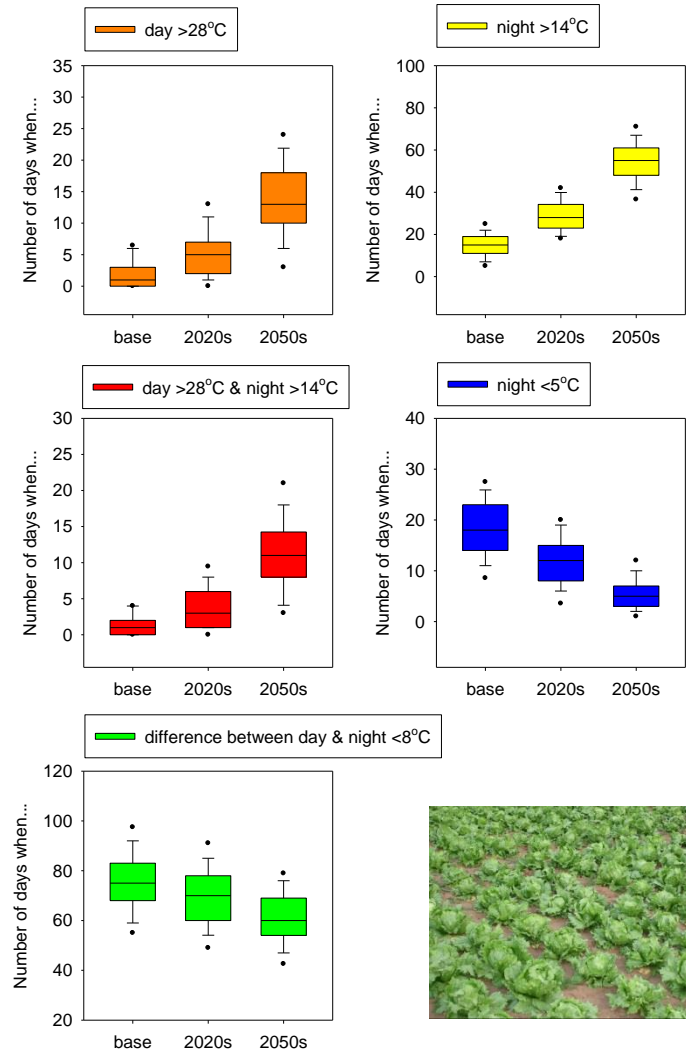 day >28°C
Number of days when...
35
30
25
20
15
10
5
0
base 2020s 2050s
night >14°C
Number of days when...
100
80
60
40
20
0
base 2020s 2050s
day >28°C & night >14°C
Number of days when...
30
25
20
15
10
5
0
base 2020s 2050s
night <5°C
Number of days when...
40
30
20
10
0
base 2020s 2050s
difference between day & night <8°C
Number of days when...
120
100
80
60
40
20
base 2020s 2050s